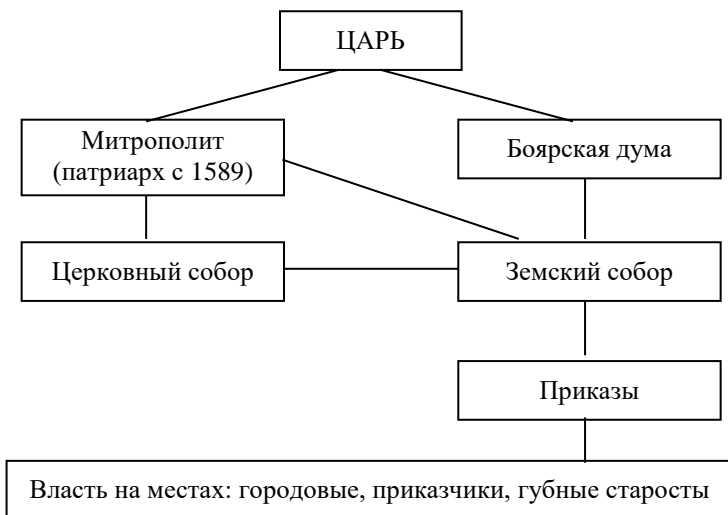 ЦАРЬ
Митрополит
(патриарх с 1589)
Боярская дума
Церковный собор
Земский собор
Приказы
Власть на местах: городовые, приказчики, губные старосты